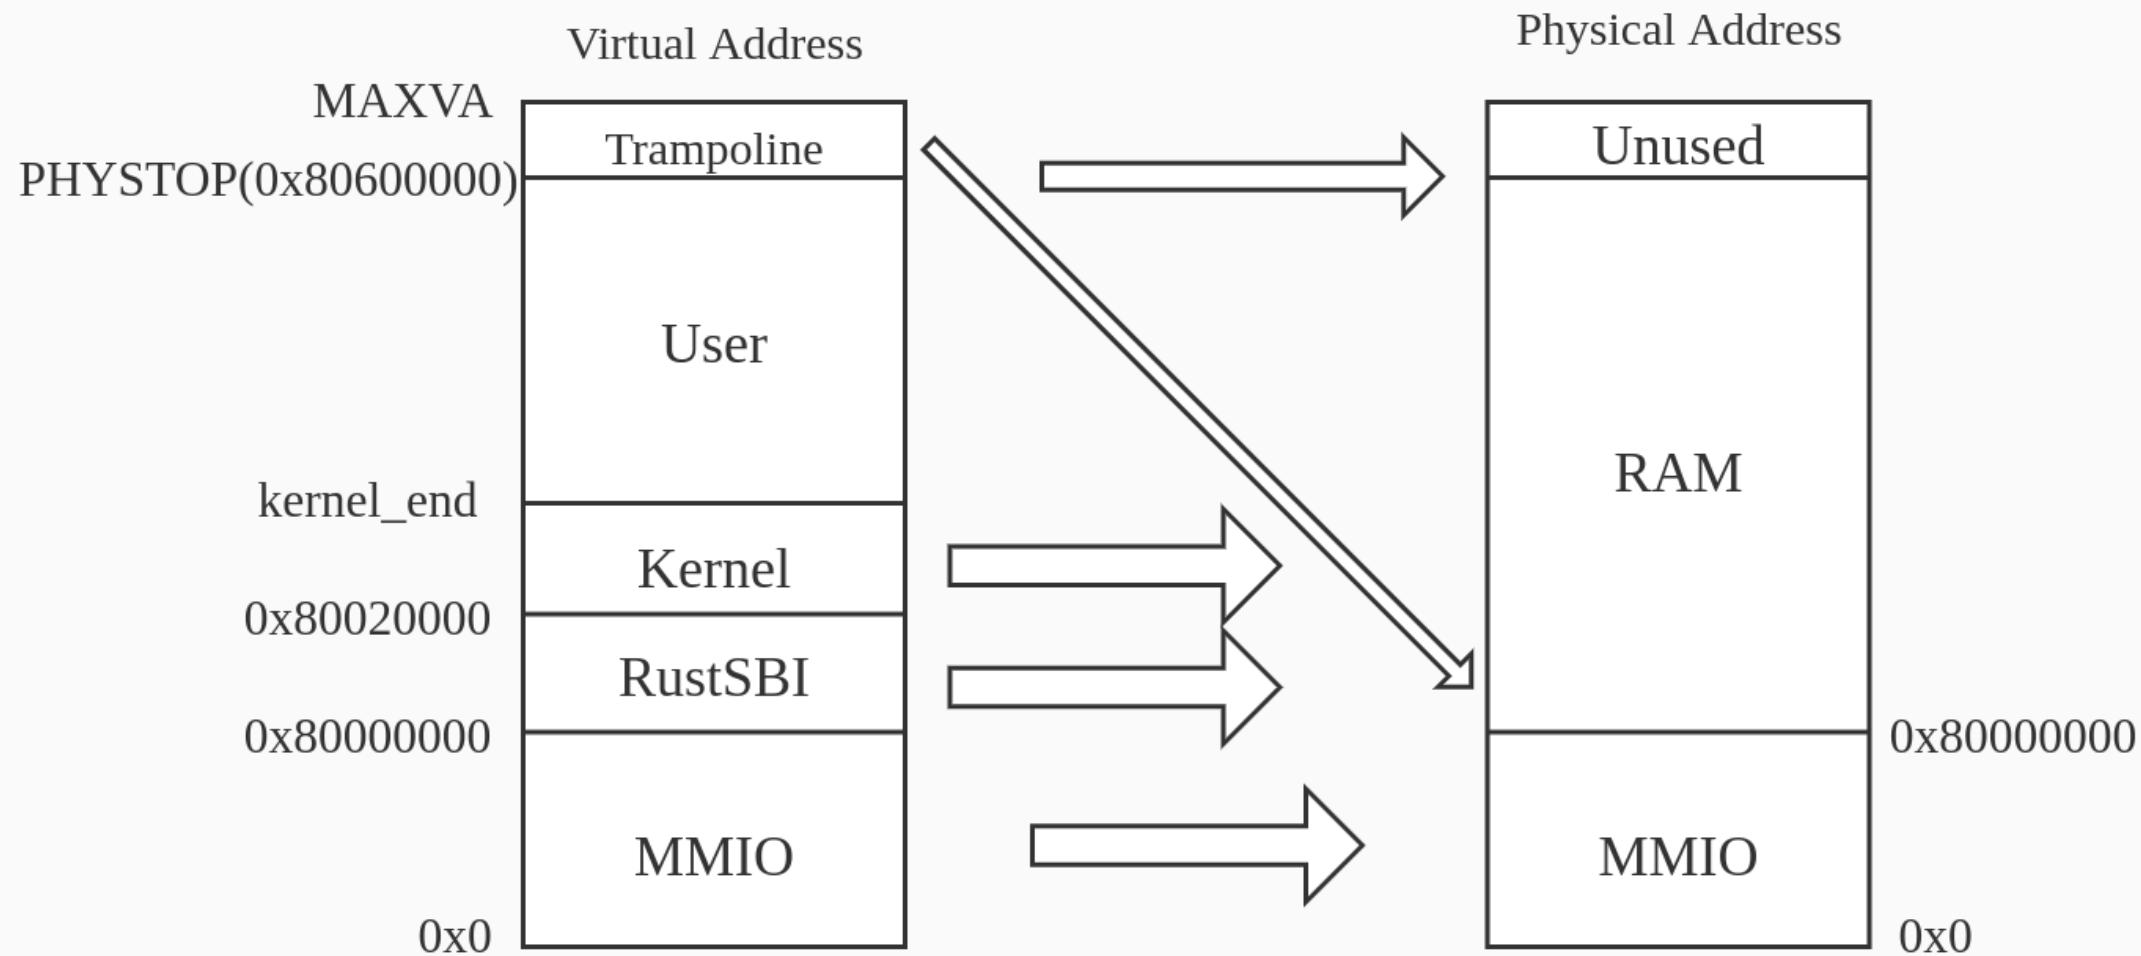 Virtual Address
Physical Address
MAXVA
Trampoline
Unused
PHYSTOP(0x80600000)
User
RAM
kernel_end
Kernel
0x80020000
RustSBI
0x80000000
0x80000000
MMIO
MMIO
0x0
0x0